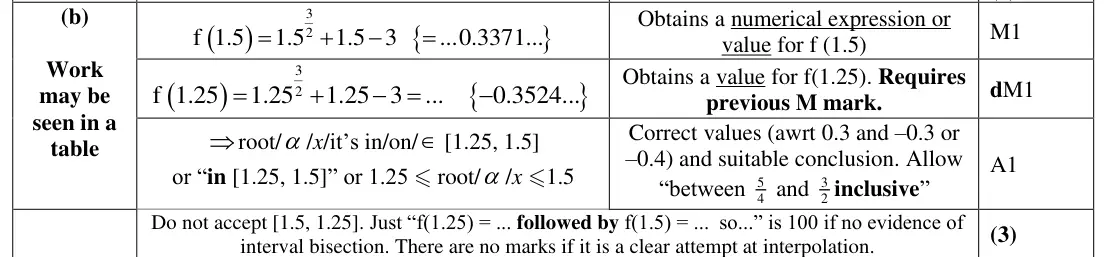 (b)
Work
may be
seen in a
table
f (1.5) = 1.5^{3/2} + 1.5 − 3 {= ...0.3371...}
Obtains a numerical expression or
value for f (1.5)
M1
f (1.25) = 1.25^{3/2} + 1.25 − 3 = ... {−0.3524...}
Obtains a value for f(1.25). Requires
previous M mark.
dM1
⇒ root/ α /x/it’s in/on/ ∈ [1.25, 1.5]
or “in [1.25, 1.5]” or 1.25 ⩽ root/ α /x ⩽ 1.5
Correct values (awrt 0.3 and –0.3 or
–0.4) and suitable conclusion. Allow
“between 5/4 and 3/2 inclusive”
A1
Do not accept [1.5, 1.25]. Just “f(1.25) = ... followed by f(1.5) = ... so...” is 100 if no evidence of
interval bisection. There are no marks if it is a clear attempt at interpolation.
(3)